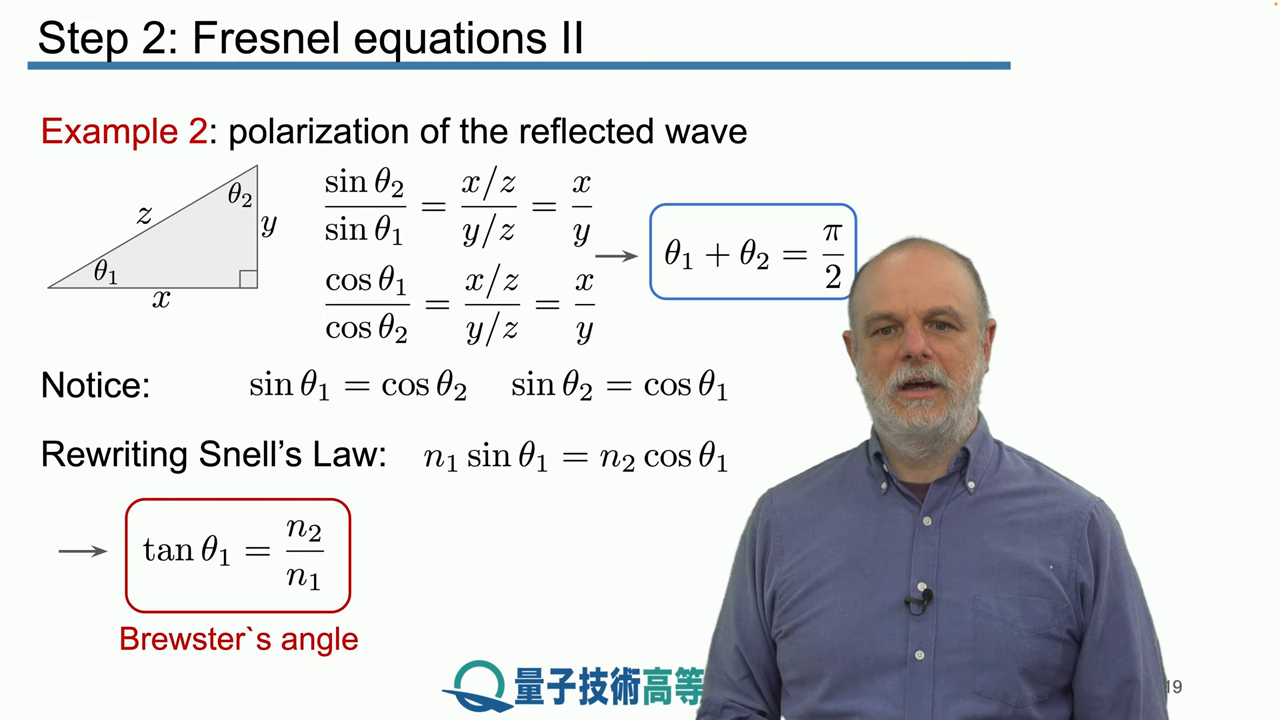 Step 2: Fresnel equations II
Example 2: polarization of the reflected wave
z θ₂ y θ₁ x
sin θ₂ / sin θ₁ = (x/z) / (y/z) = x / y
cos θ₁ / cos θ₂ = (x/z) / (y/z) = x / y
→ θ₁ + θ₂ = π / 2
Notice: sin θ₁ = cos θ₂ sin θ₂ = cos θ₁
Rewriting Snell's Law: n₁ sin θ₁ = n₂ cos θ₁
→ tan θ₁ = n₂ / n₁
Brewster`s angle
量子技術高等
19